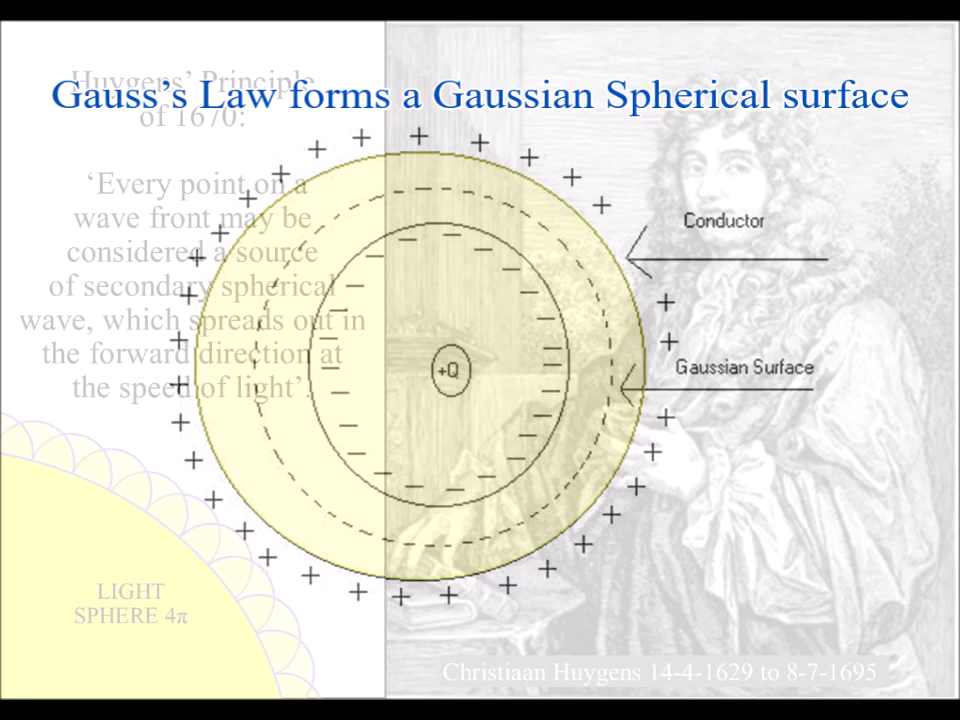 Huygens’ Principle
Gauss’s Law forms a Gaussian Spherical surface
of 1670:
‘Every point on a
wave front may be
considered a source
of secondary spherical
wave, which spreads out in
the forward direction at
the speed of light’.
Conductor
Gaussian Surface
+Q
LIGHT
SPHERE 4π
Christiaan Huygens 14-4-1629 to 8-7-1695